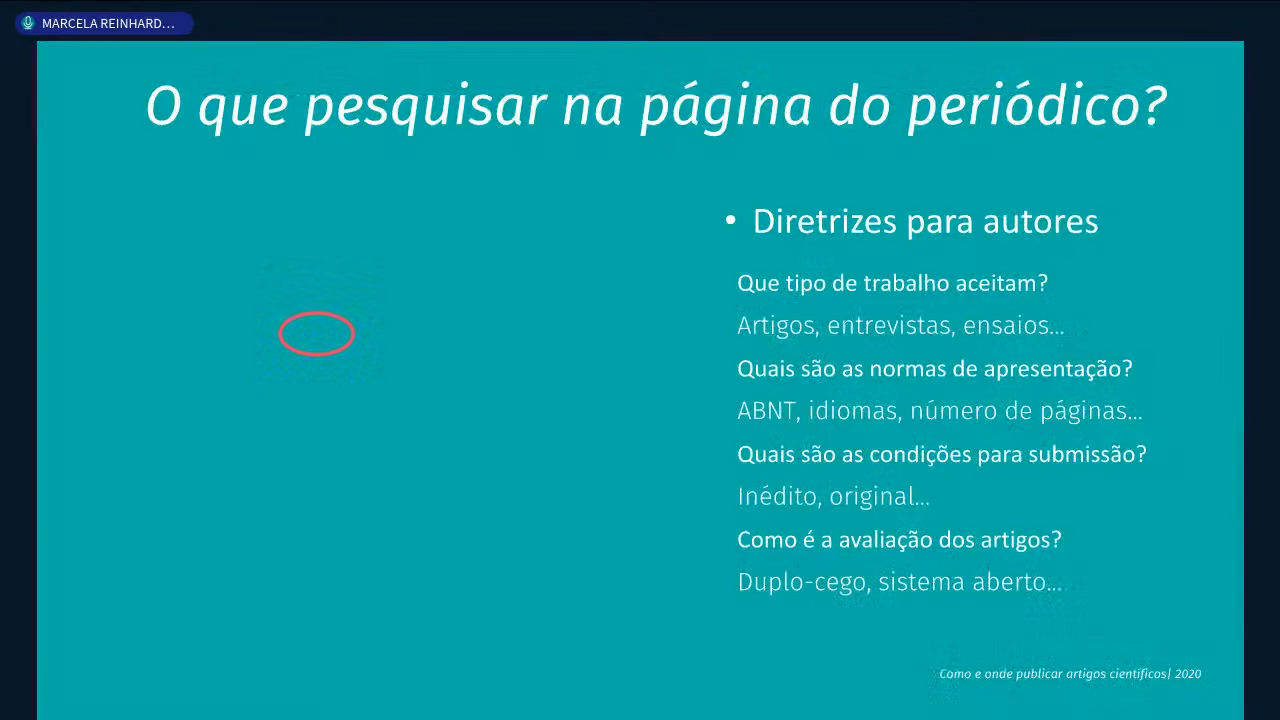 MARCELA REINHARD...
O que pesquisar na página do periódico?
• Diretrizes para autores
Que tipo de trabalho aceitam?
Artigos, entrevistas, ensaios...
Quais são as normas de apresentação?
ABNT, idiomas, número de páginas...
Quais são as condições para submissão?
Inédito, original...
Como é a avaliação dos artigos?
Duplo-cego, sistema aberto...
Como e onde publicar artigos científicos| 2020